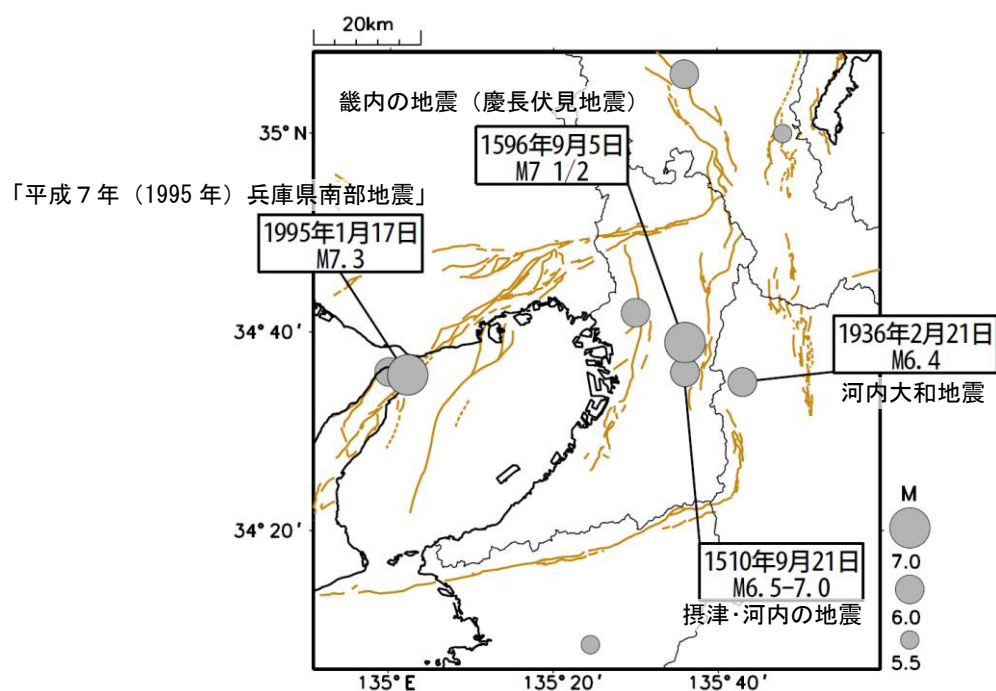 20km
畿内の地震（慶長伏見地震）
35°N
1596年9月5日
M7 1/2
「平成７年（1995 年）兵庫県南部地震」
1995年1月17日
M7.3
34°40′
1936年2月21日
M6.4
河内大和地震
M
34°20′
1510年9月21日
M6.5-7.0
摂津･河内の地震
7.0
6.0
5.5
135°E
135°20′
135°40′